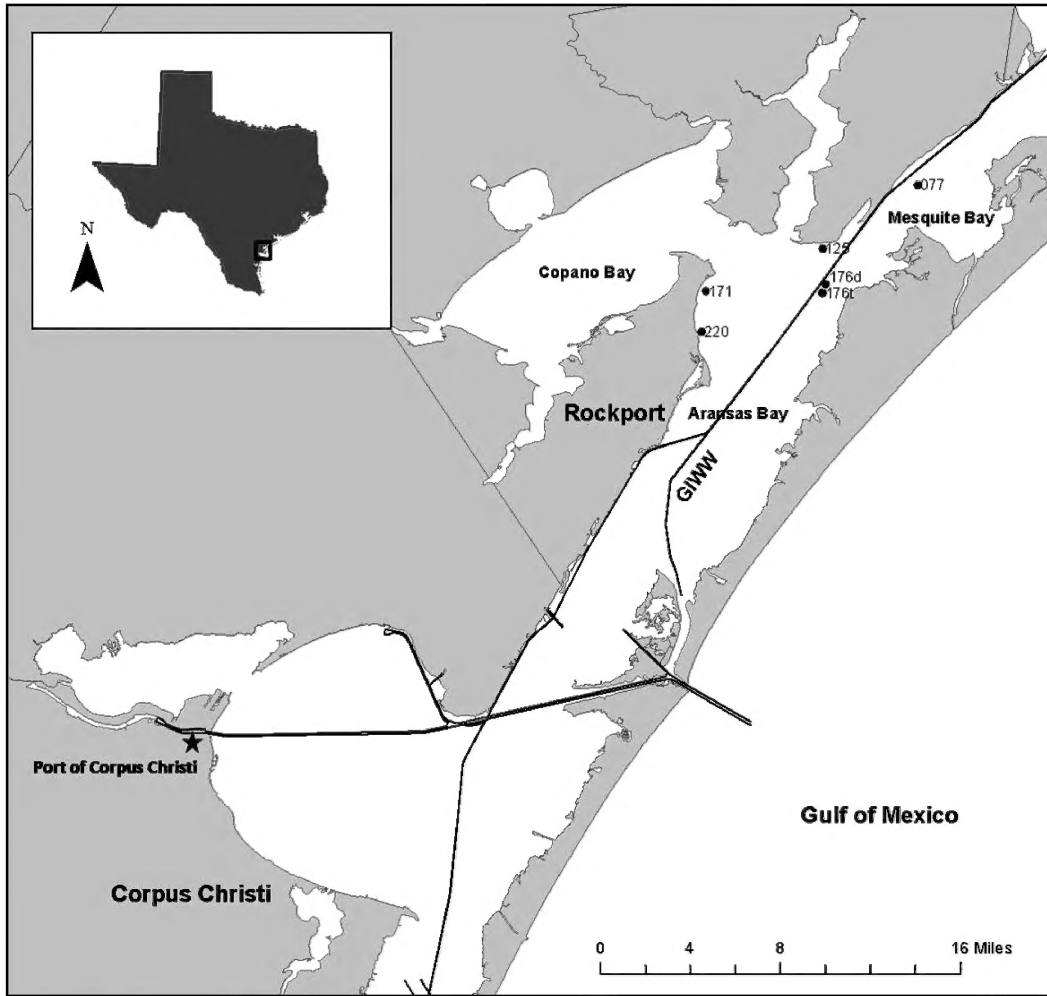 N
077
Mesquite Bay
125
Copano Bay
176d
171
176t
220
Rockport
Aransas Bay
GIWW
Port of Corpus Christi
Gulf of Mexico
Corpus Christi
0 4 8 16 Miles